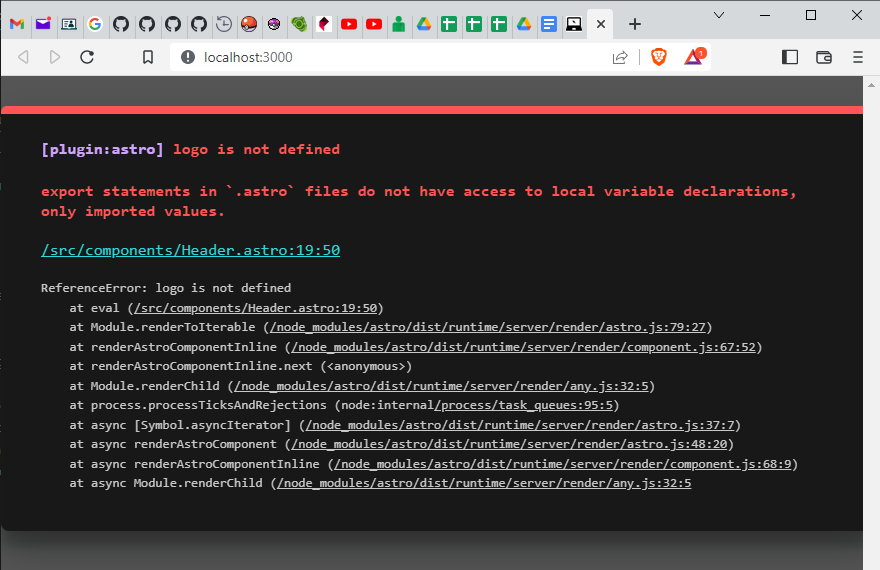 localhost:3000
1
[plugin:astro] logo is not defined
export statements in `.astro` files do not have access to local variable declarations,
only imported values.
/src/components/Header.astro:19:50
ReferenceError: logo is not defined
at eval (/src/components/Header.astro:19:50)
at Module.renderToIterable (/node_modules/astro/dist/runtime/server/render/astro.js:79:27)
at renderAstroComponentInline (/node_modules/astro/dist/runtime/server/render/component.js:67:52)
at renderAstroComponentInline.next (<anonymous>)
at Module.renderChild (/node_modules/astro/dist/runtime/server/render/any.js:32:5)
at process.processTicksAndRejections (node:internal/process/task_queues:95:5)
at async [Symbol.asyncIterator] (/node_modules/astro/dist/runtime/server/render/astro.js:37:7)
at async renderAstroComponent (/node_modules/astro/dist/runtime/server/render/astro.js:48:20)
at async renderAstroComponentInline (/node_modules/astro/dist/runtime/server/render/component.js:68:9)
at async Module.renderChild (/node_modules/astro/dist/runtime/server/render/any.js:32:5